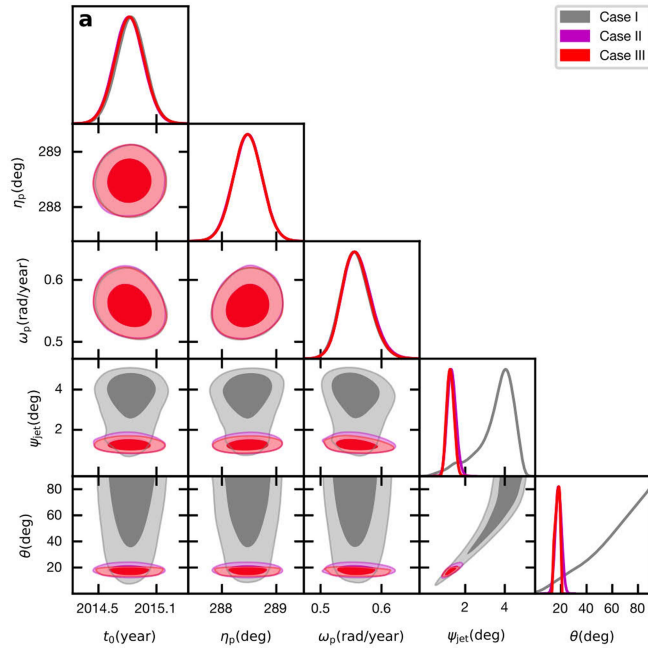 a
Case I
Case II
Case III
289
288
η_p(deg)
0.6
0.5
ω_p(rad/year)
4
2
ψ_jet(deg)
80
60
40
20
θ(deg)
2014.5 2015.1 288 289 0.5 0.6 2 4 20 40 60 80
t_0(year) η_p(deg) ω_p(rad/year) ψ_jet(deg) θ(deg)